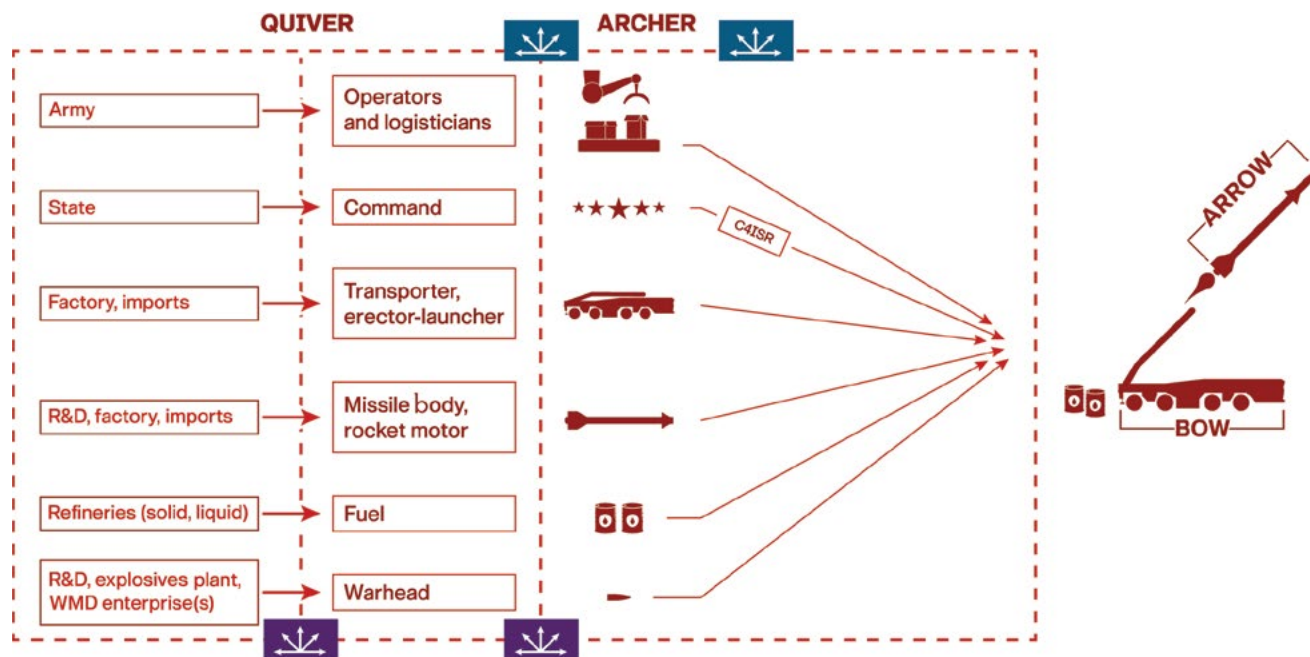 QUIVER
ARCHER
Army
Operators
and logisticians
State
Command
C4ISR
Factory, imports
Transporter,
erector-launcher
R&D, factory, imports
Missile body,
rocket motor
Refineries (solid, liquid)
Fuel
R&D, explosives plant,
WMD enterprise(s)
Warhead
ARROW
BOW